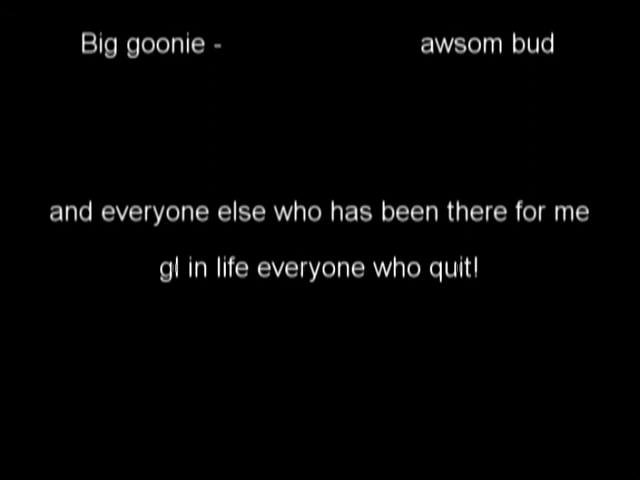 Big goonie - awsom bud
and everyone else who has been there for me
gl in life everyone who quit!